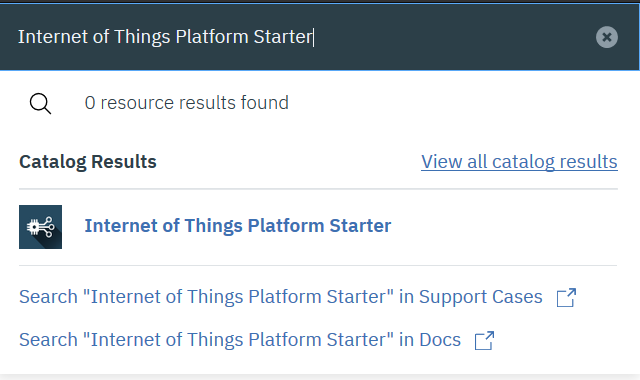 Internet of Things Platform Starter
0 resource results found
Catalog Results View all catalog results
Internet of Things Platform Starter
Search "Internet of Things Platform Starter" in Support Cases
Search "Internet of Things Platform Starter" in Docs